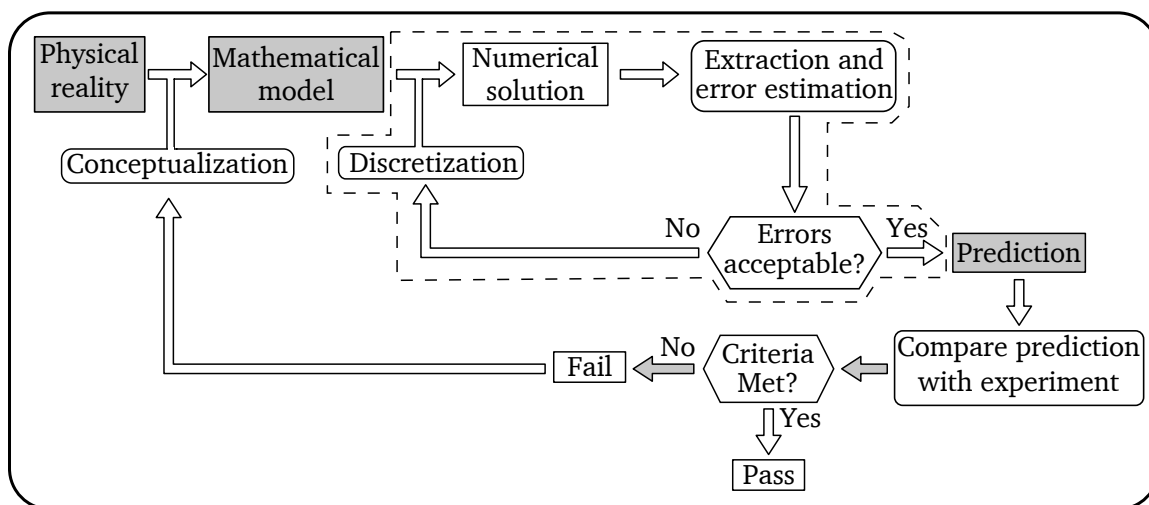 Physical
reality
Mathematical
model
Numerical
solution
Extraction and
error estimation
Conceptualization
Discretization
No
Errors
acceptable?
Yes
Prediction
Fail
No
Criteria
Met?
Compare prediction
with experiment
Yes
Pass